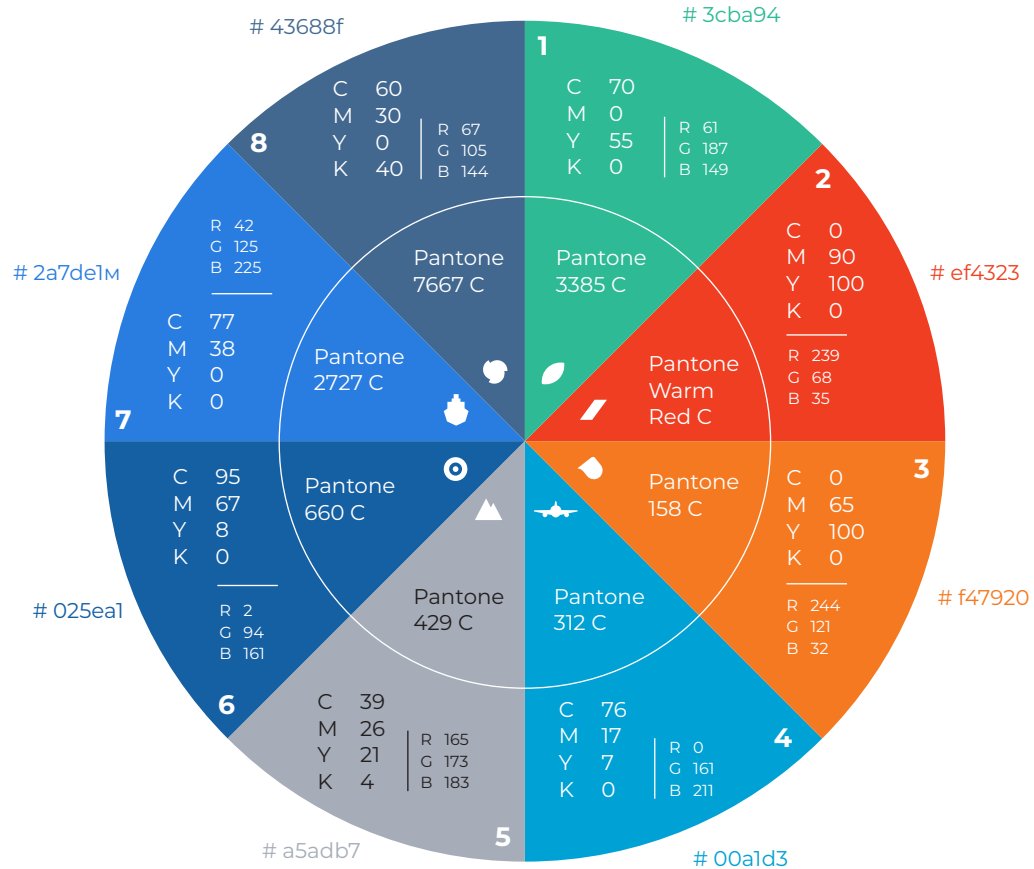 # 3cba94
1
C 70
M 0
Y 55
K 0
R 61
G 187
B 149
Pantone
3385 C
2
C 0
M 90
Y 100
K 0
R 239
G 68
B 35
# ef4323
Pantone
Warm
Red C
3
C 0
M 65
Y 100
K 0
R 244
G 121
B 32
# f47920
Pantone
158 C
4
C 76
M 17
Y 7
K 0
R 0
G 161
B 211
# 00a1d3
Pantone
312 C
5
C 39
M 26
Y 21
K 4
R 165
G 173
B 183
# a5adb7
Pantone
429 C
6
C 95
M 67
Y 8
K 0
R 2
G 94
B 161
# 025ea1
Pantone
660 C
7
R 42
G 125
B 225
C 77
M 38
Y 0
K 0
# 2a7de1м
Pantone
2727 C
8
# 43688f
C 60
M 30
Y 0
K 40
R 67
G 105
B 144
Pantone
7667 C